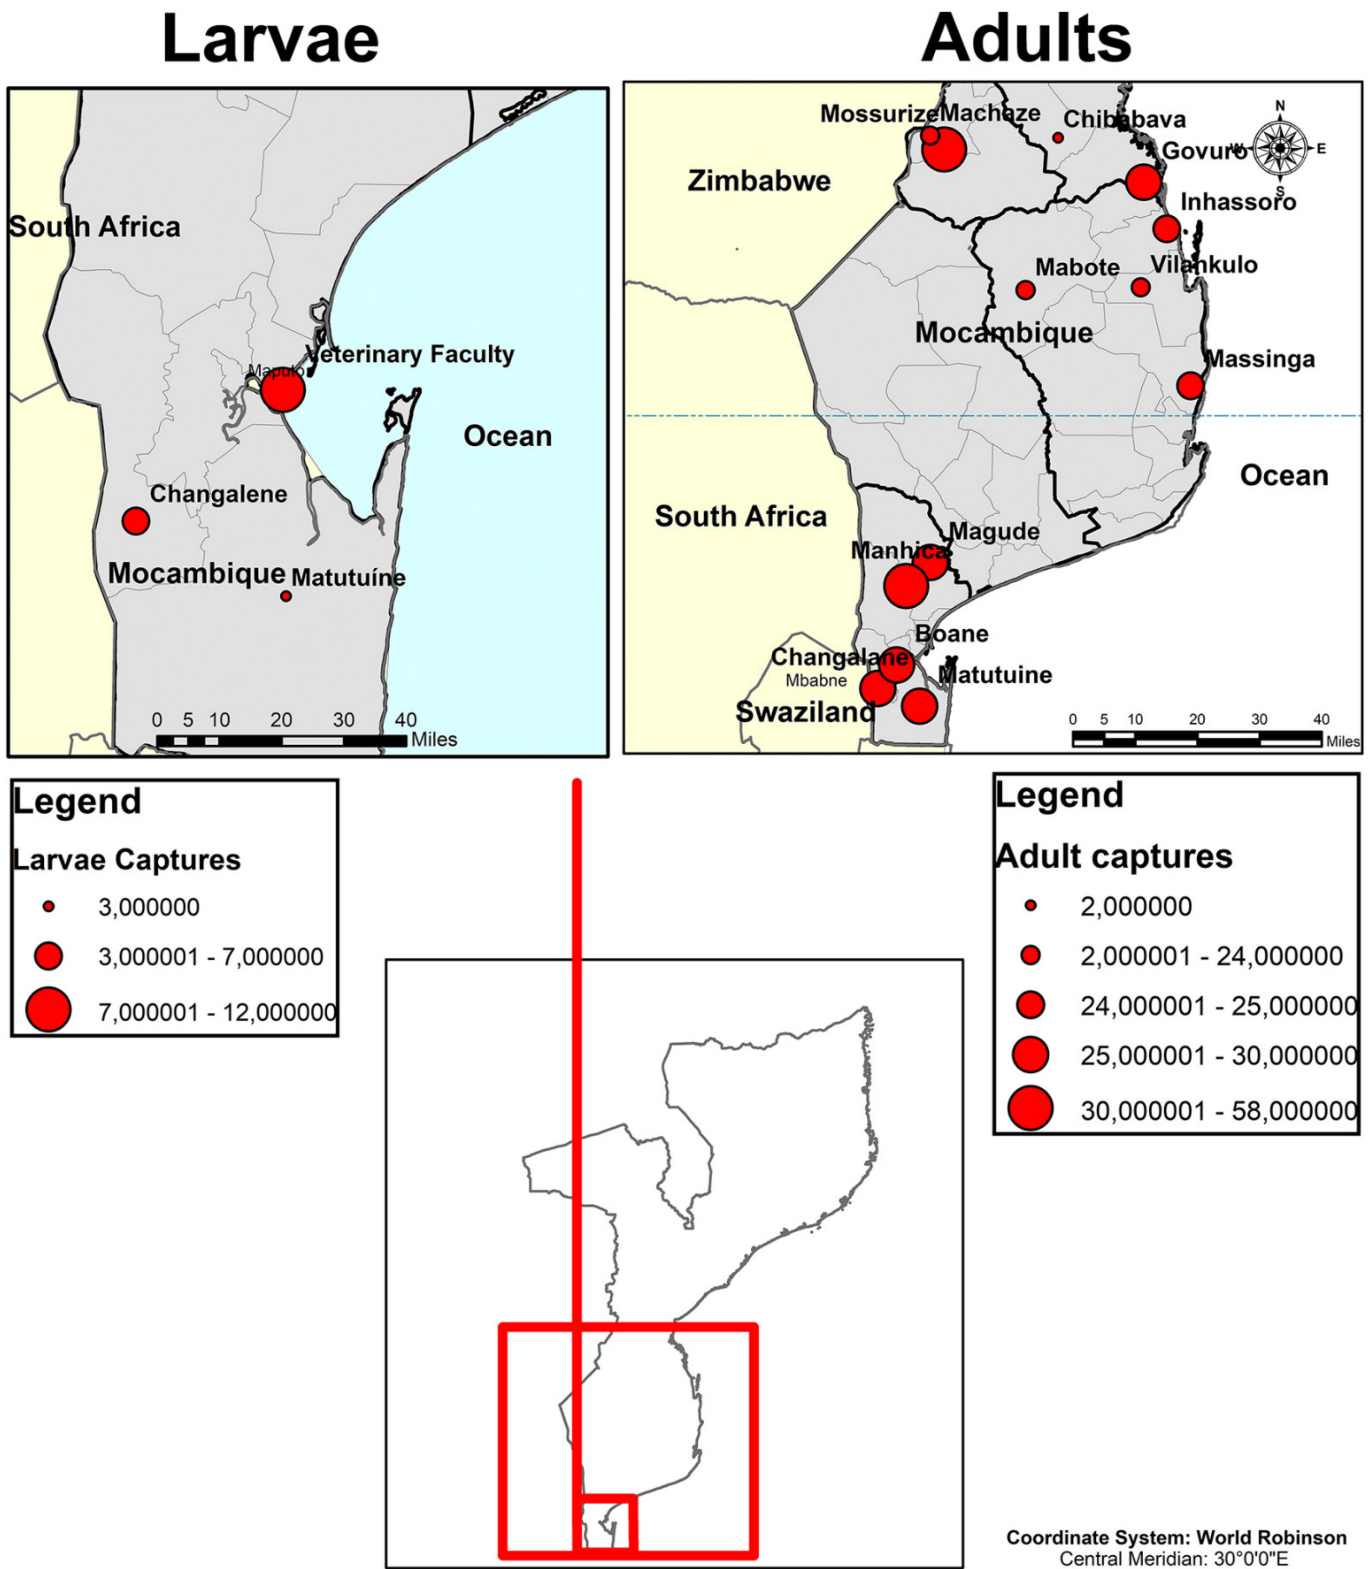 Larvae
Adults
South Africa
Maputo
Veterinary Faculty
Ocean
Changalene
Mocambique
Matutuíne
0 5 10 20 30 40
Miles
Mossurize
Machaze
Chibabava
N
W E
S
Govuro
Zimbabwe
Inhassoro
Mabote
Vilankulo
Mocambique
Massinga
Ocean
South Africa
Magude
Manhica
Boane
Changalane
Mbabne
Matutuine
Swaziland
0 5 10 20 30 40
Miles
Legend
Larvae Captures
3,000000
3,000001 - 7,000000
7,000001 - 12,000000
Legend
Adult captures
2,000000
2,000001 - 24,000000
24,000001 - 25,000000
25,000001 - 30,000000
30,000001 - 58,000000
Coordinate System: World Robinson
Central Meridian: 30°0'0"E